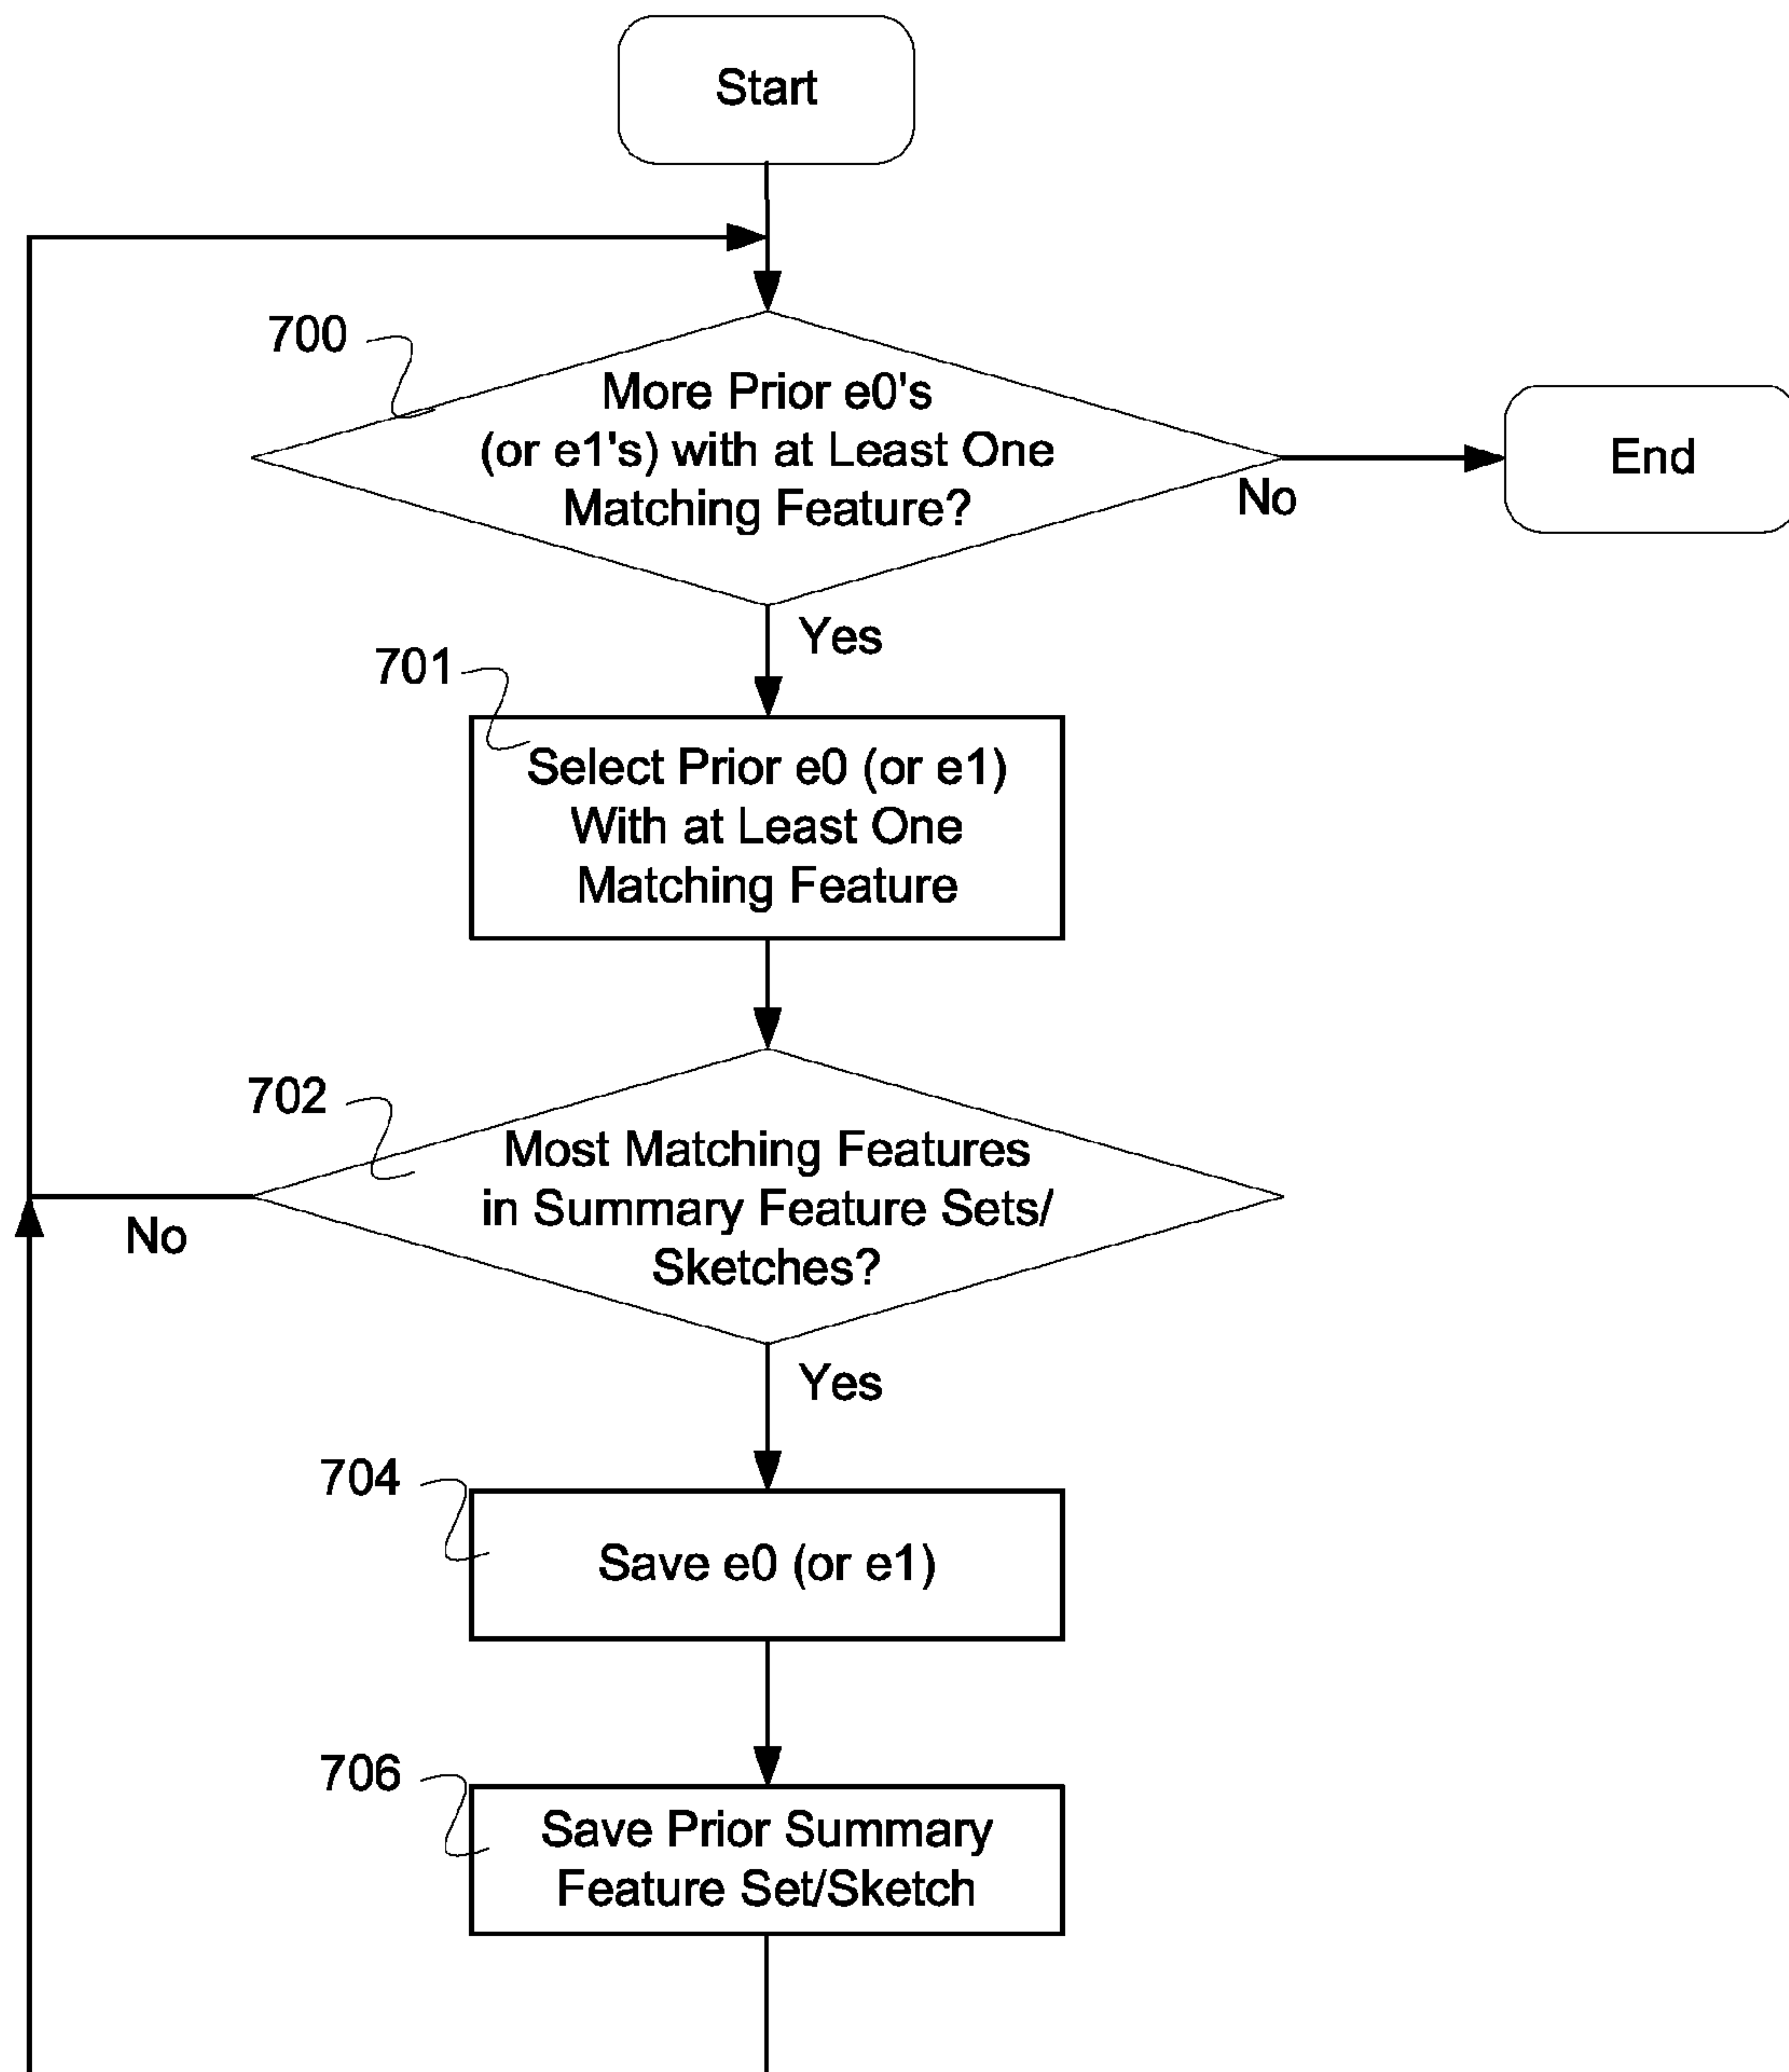 Start
700
More Prior e0's
(or e1's) with at Least One
Matching Feature?
No
End
Yes
701
Select Prior e0 (or e1)
With at Least One
Matching Feature
702
Most Matching Features
in Summary Feature Sets/
Sketches?
No
Yes
704
Save e0 (or e1)
706
Save Prior Summary
Feature Set/Sketch